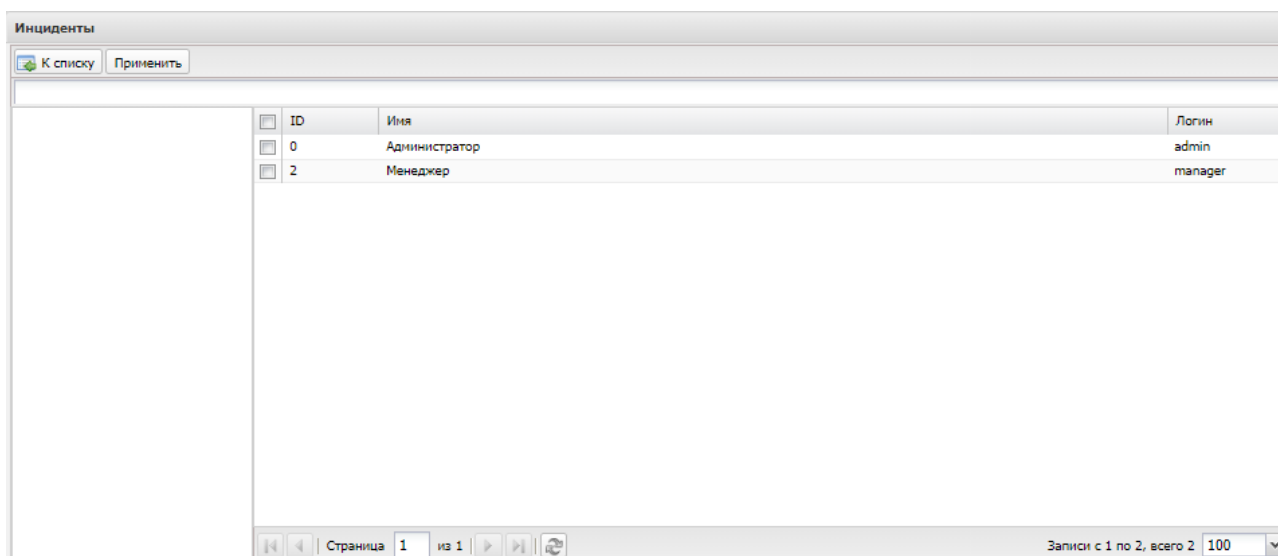 Инциденты
К списку Применить
ID Имя Логин
0 Администратор admin
2 Менеджер manager
Страница 1 из 1 Записи с 1 по 2, всего 2 100